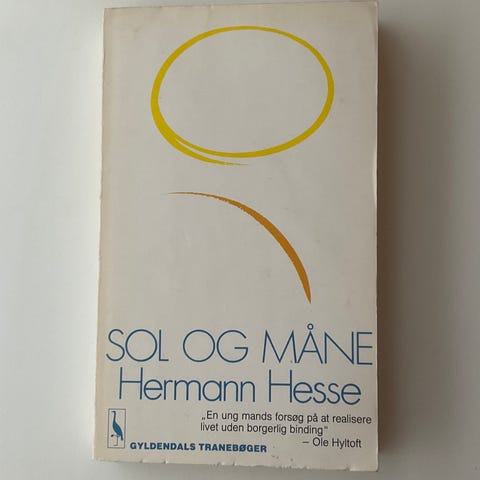 SOL OG MÅNE
Hermann Hesse
„En ung mands forsøg på at realisere
livet uden borgerlig binding“
– Ole Hyltoft
GYLDENDALS TRANEBØGER